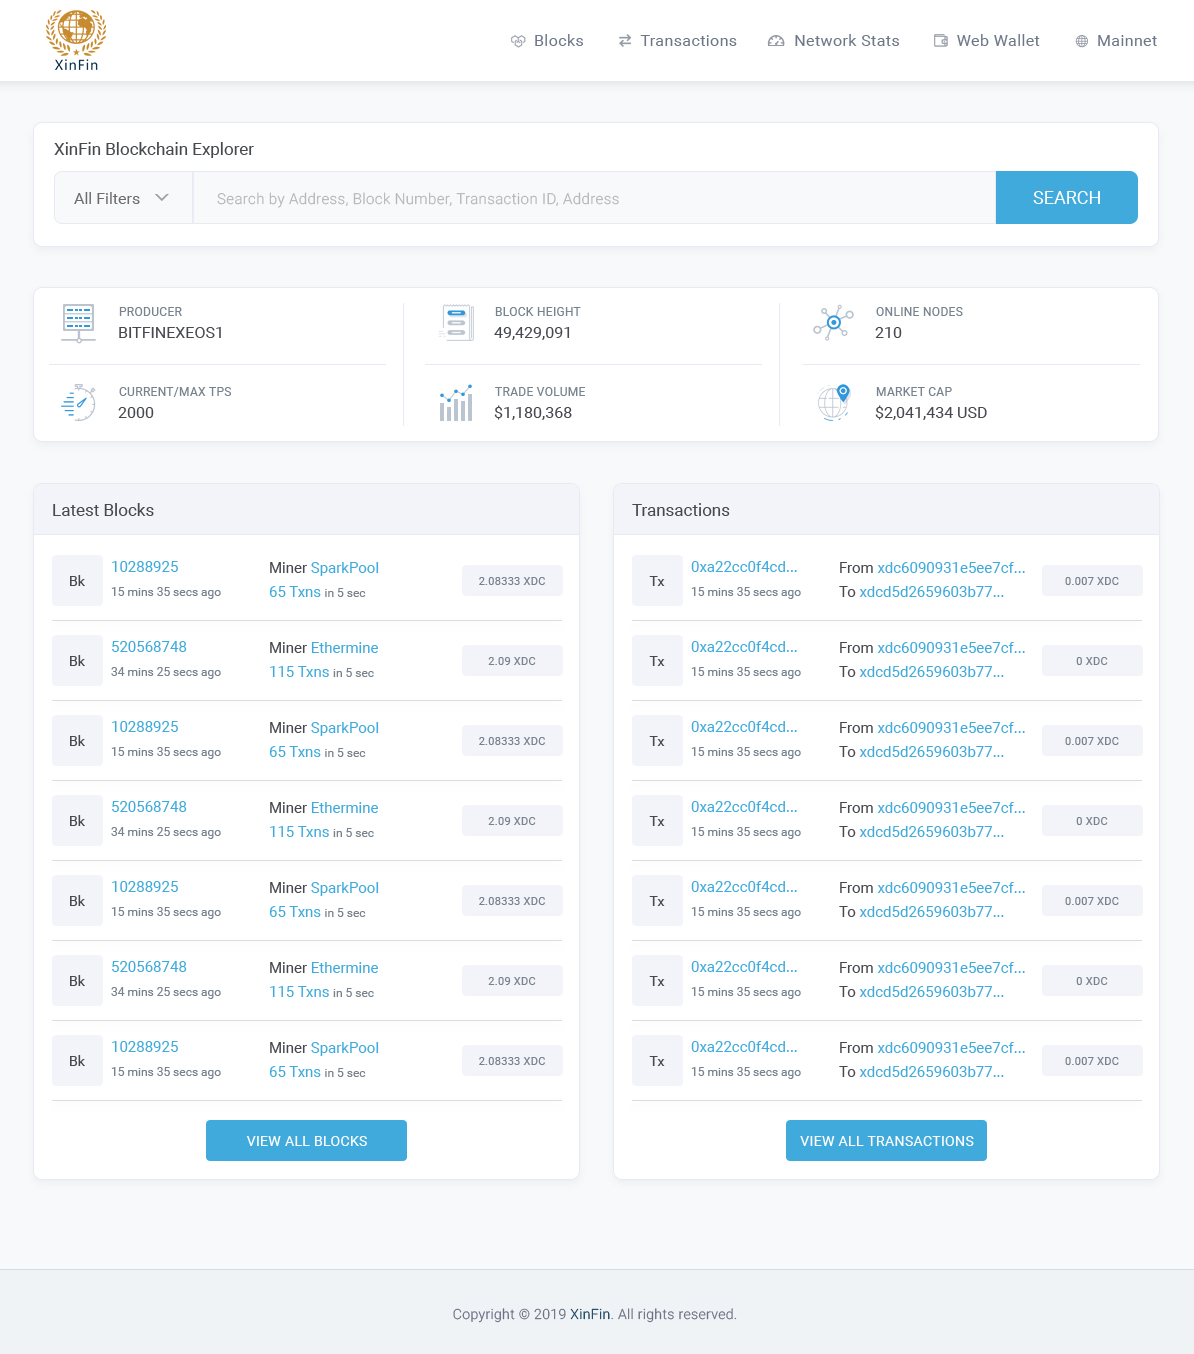 XinFin
Blocks
Transactions
Network Stats
Web Wallet
Mainnet
XinFin Blockchain Explorer
All Filters
Search by Address, Block Number, Transaction ID, Address
SEARCH
PRODUCER
BITFINEXEOS1
BLOCK HEIGHT
49,429,091
ONLINE NODES
210
CURRENT/MAX TPS
2000
TRADE VOLUME
$1,180,368
MARKET CAP
$2,041,434 USD
Latest Blocks
Bk
10288925
15 mins 35 secs ago
Miner SparkPool
65 Txns in 5 sec
2.08333 XDC
Bk
520568748
34 mins 25 secs ago
Miner Ethermine
115 Txns in 5 sec
2.09 XDC
Bk
10288925
15 mins 35 secs ago
Miner SparkPool
65 Txns in 5 sec
2.08333 XDC
Bk
520568748
34 mins 25 secs ago
Miner Ethermine
115 Txns in 5 sec
2.09 XDC
Bk
10288925
15 mins 35 secs ago
Miner SparkPool
65 Txns in 5 sec
2.08333 XDC
Bk
520568748
34 mins 25 secs ago
Miner Ethermine
115 Txns in 5 sec
2.09 XDC
Bk
10288925
15 mins 35 secs ago
Miner SparkPool
65 Txns in 5 sec
2.08333 XDC
VIEW ALL BLOCKS
Transactions
Tx
0xa22cc0f4cd...
15 mins 35 secs ago
From xdc6090931e5ee7cf...
To xdcd5d2659603b77...
0.007 XDC
Tx
0xa22cc0f4cd...
15 mins 35 secs ago
From xdc6090931e5ee7cf...
To xdcd5d2659603b77...
0 XDC
Tx
0xa22cc0f4cd...
15 mins 35 secs ago
From xdc6090931e5ee7cf...
To xdcd5d2659603b77...
0.007 XDC
Tx
0xa22cc0f4cd...
15 mins 35 secs ago
From xdc6090931e5ee7cf...
To xdcd5d2659603b77...
0 XDC
Tx
0xa22cc0f4cd...
15 mins 35 secs ago
From xdc6090931e5ee7cf...
To xdcd5d2659603b77...
0.007 XDC
Tx
0xa22cc0f4cd...
15 mins 35 secs ago
From xdc6090931e5ee7cf...
To xdcd5d2659603b77...
0 XDC
Tx
0xa22cc0f4cd...
15 mins 35 secs ago
From xdc6090931e5ee7cf...
To xdcd5d2659603b77...
0.007 XDC
VIEW ALL TRANSACTIONS
Copyright © 2019 XinFin. All rights reserved.